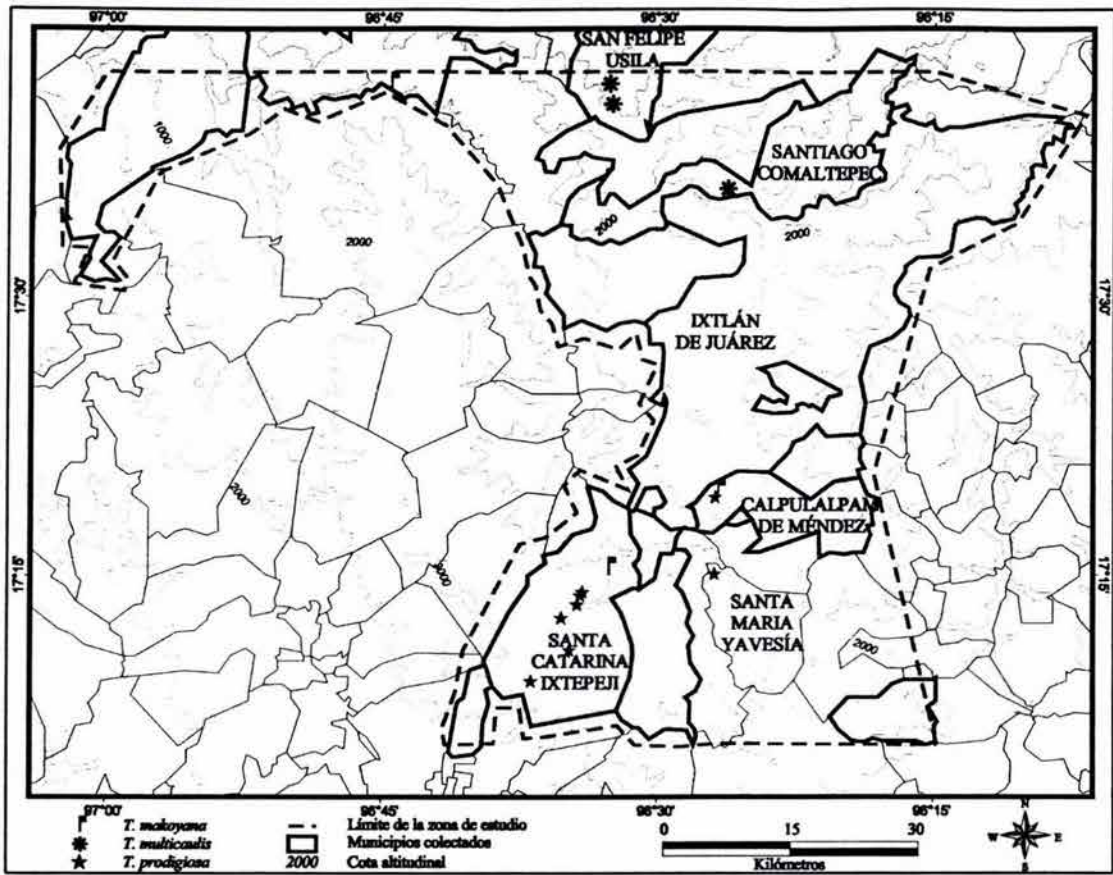 97°00'
96°45'
96°30'
96°15'
SAN FELIPE
USILA
1000
SANTIAGO
COMALTEPEC
2000
2000
2000
17°30'
17°30'
IXTLÁN
DE JUÁREZ
2000
CALPULALPAM
DE MÉNDEZ
17°15'
17°15'
SANTA
MARIA
YAVESÍA
2000
SANTA
CATARINA
IXTEPEJI
97°00'
96°45'
96°30'
96°15'
T. makoyana
T. multicaulis
T. prodigiosa
Límite de la zona de estudio
Municipios colectados
2000 Cota altitudinal
0 15 30
Kilómetros
N
W E
S